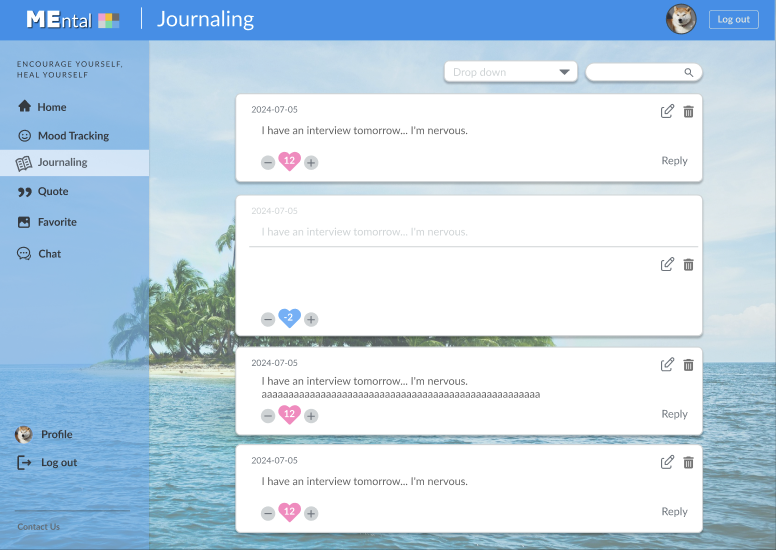 MEntal
Journaling
Log out
ENCOURAGE YOURSELF,
HEAL YOURSELF
Home
Mood Tracking
Journaling
Quote
Favorite
Chat
Profile
Log out
Contact Us
Drop down
2024-07-05
I have an interview tomorrow... I'm nervous.
12
Reply
2024-07-05
I have an interview tomorrow... I'm nervous.
-2
2024-07-05
I have an interview tomorrow... I'm nervous.
aaaaaaaaaaaaaaaaaaaaaaaaaaaaaaaaaaaaaaaaaaaaaaaaaaaa
12
Reply
2024-07-05
I have an interview tomorrow... I'm nervous.
12
Reply